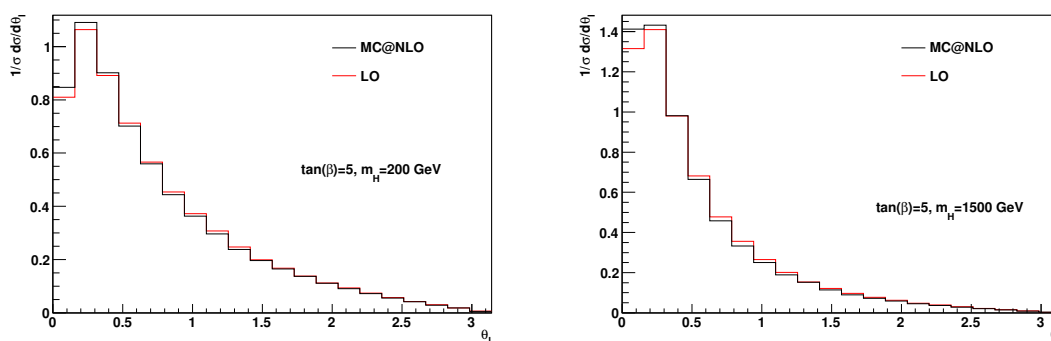 1/σ dσ/dθ_l
1
0.8
0.6
0.4
0.2
0
MC@NLO
LO
tan(β)=5, m_H=200 GeV
0 0.5 1 1.5 2 2.5 3
θ_l
1/σ dσ/dθ_l
1.4
1.2
1
0.8
0.6
0.4
0.2
0
MC@NLO
LO
tan(β)=5, m_H=1500 GeV
0 0.5 1 1.5 2 2.5 3